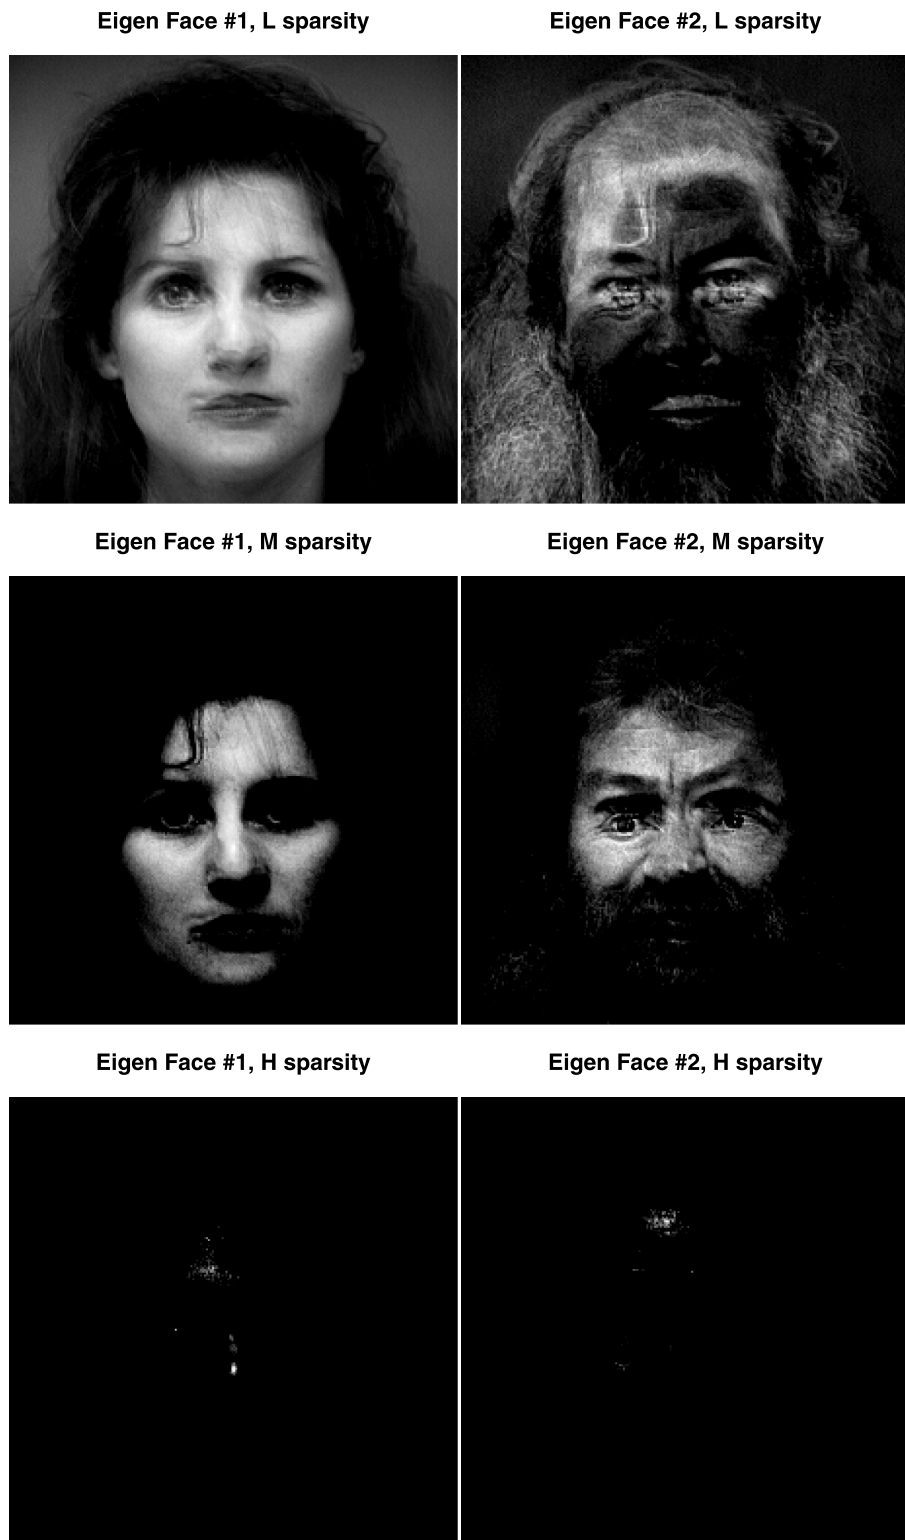 Eigen Face #1, L sparsity
Eigen Face #2, L sparsity
Eigen Face #1, M sparsity
Eigen Face #2, M sparsity
Eigen Face #1, H sparsity
Eigen Face #2, H sparsity